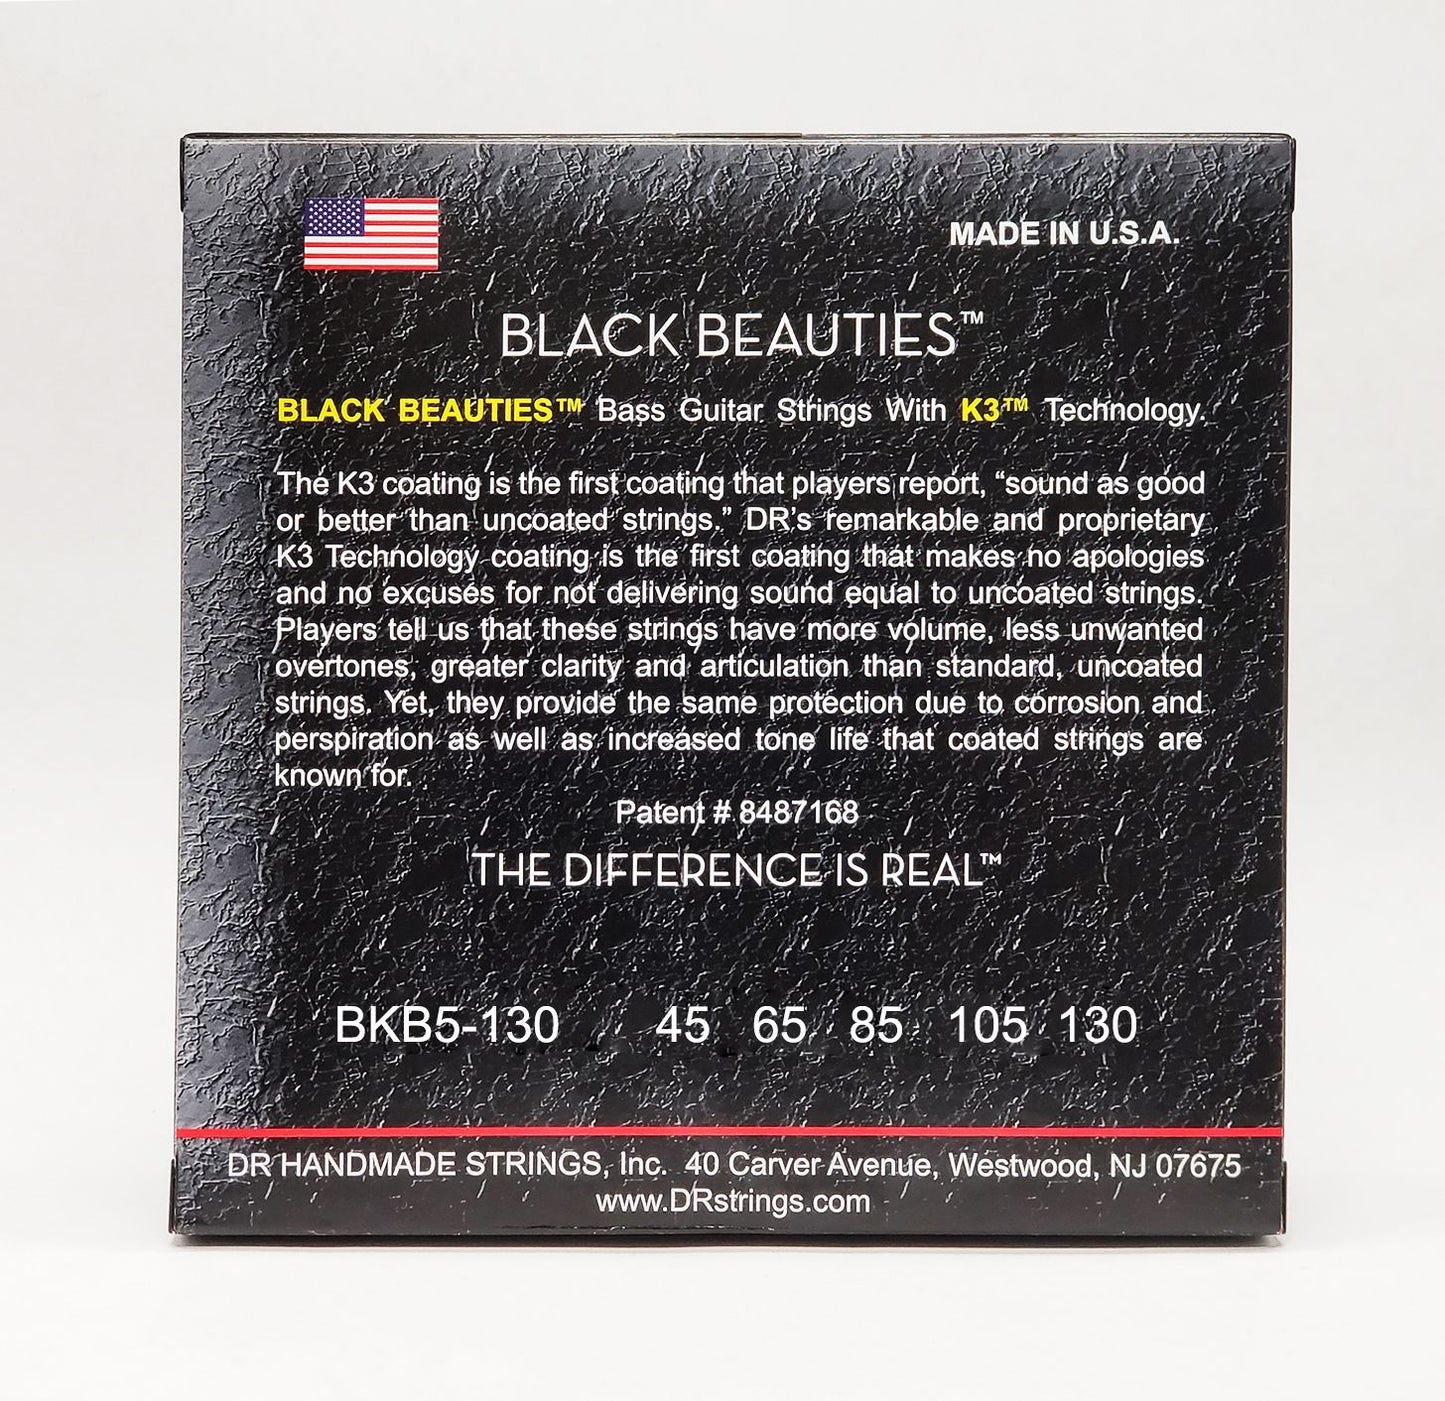 MADE IN U.S.A.
BLACK BEAUTIES™
BLACK BEAUTIES™ Bass Guitar Strings With K3™ Technology.
The K3 coating is the first coating that players report, “sound as good
or better than uncoated strings.” DR's remarkable and proprietary
K3 Technology coating is the first coating that makes no apologies
and no excuses for not delivering sound equal to uncoated strings.
Players tell us that these strings have more volume, less unwanted
overtones, greater clarity and articulation than standard, uncoated
strings. Yet, they provide the same protection due to corrosion and
perspiration as well as increased tone life that coated strings are
known for.
Patent # 8487168
THE DIFFERENCE IS REAL™
BKB5-130 45 65 85 105 130
DR HANDMADE STRINGS, Inc. 40 Carver Avenue, Westwood, NJ 07675
www.DRstrings.com